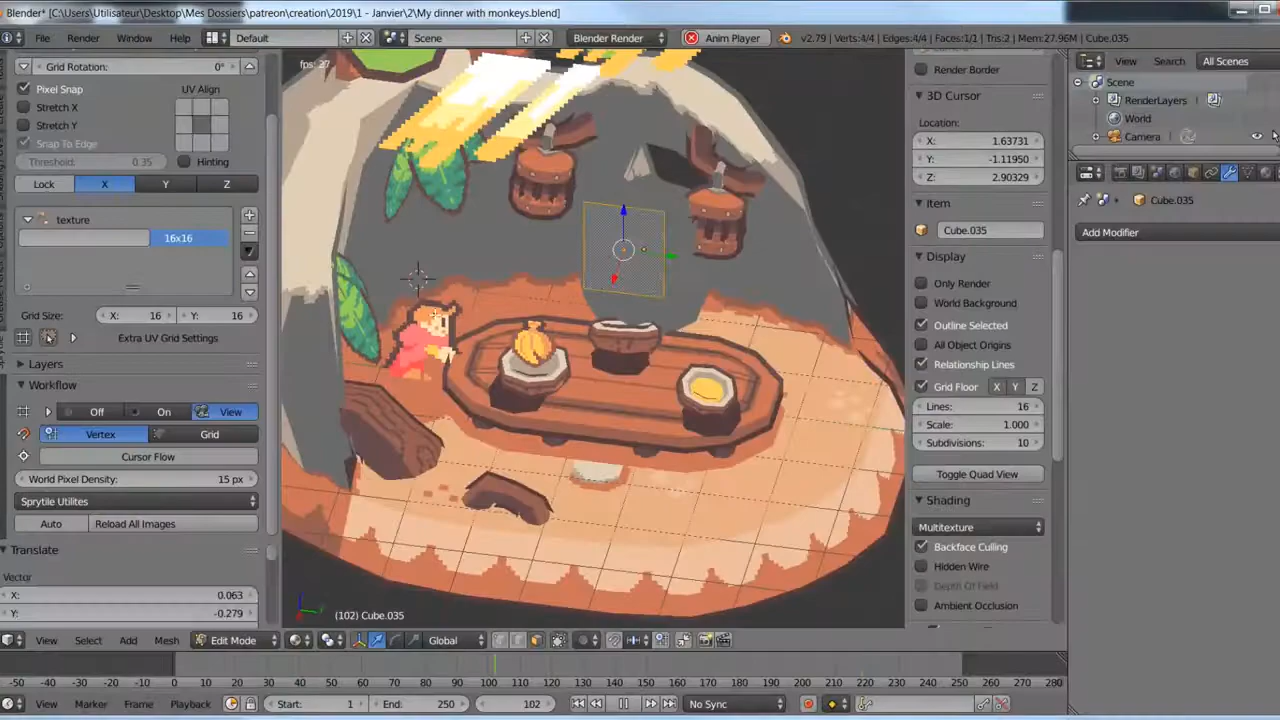 Blender* [C:\Users\Utilisateur\Desktop\Mes Dossiers\patreon\creation\2019\1 - Janvier\2\My dinner with monkeys.blend]
File Render Window Help Default Scene Blender Render Anim Player v2.79 | Verts:4/4 | Edges:4/4 | Faces:1/1 | Tris:2 | Mem:27.96M | Cube.035
Grid Rotation: 0°
Pixel Snap UV Align
Stretch X
Stretch Y
Snap To Edge
Threshold: 0.35 Hinting
Lock X Y Z
texture
16x16
Grid Size: X: 16 Y: 16
Extra UV Grid Settings
Layers
Workflow
Off On View
Vertex Grid
Cursor Flow
World Pixel Density: 15 px
Sprytile Utilites
Auto Reload All Images
Translate
Vector
X: 0.063
Y: -0.279
fps: 27
(102) Cube.035
Render Border
3D Cursor
Location:
X: 1.63731
Y: -1.11950
Z: 2.90329
Item
Cube.035
Display
Only Render
World Background
Outline Selected
All Object Origins
Relationship Lines
Grid Floor X Y Z
Lines: 16
Scale: 1.000
Subdivisions: 10
Toggle Quad View
Shading
Multitexture
Backface Culling
Hidden Wire
Depth Of Field
Ambient Occlusion
View Search All Scenes
Scene
RenderLayers
World
Camera
Cube.035
Add Modifier
View Select Add Mesh Edit Mode Global
-50 -40 -30 -20 -10 0 10 20 30 40 50 60 70 80 90 100 110 120 130 140 150 160 170 180 190 200 210 220 230 240 250 260 270 280
View Marker Frame Playback Start: 1 End: 250 102 No Sync